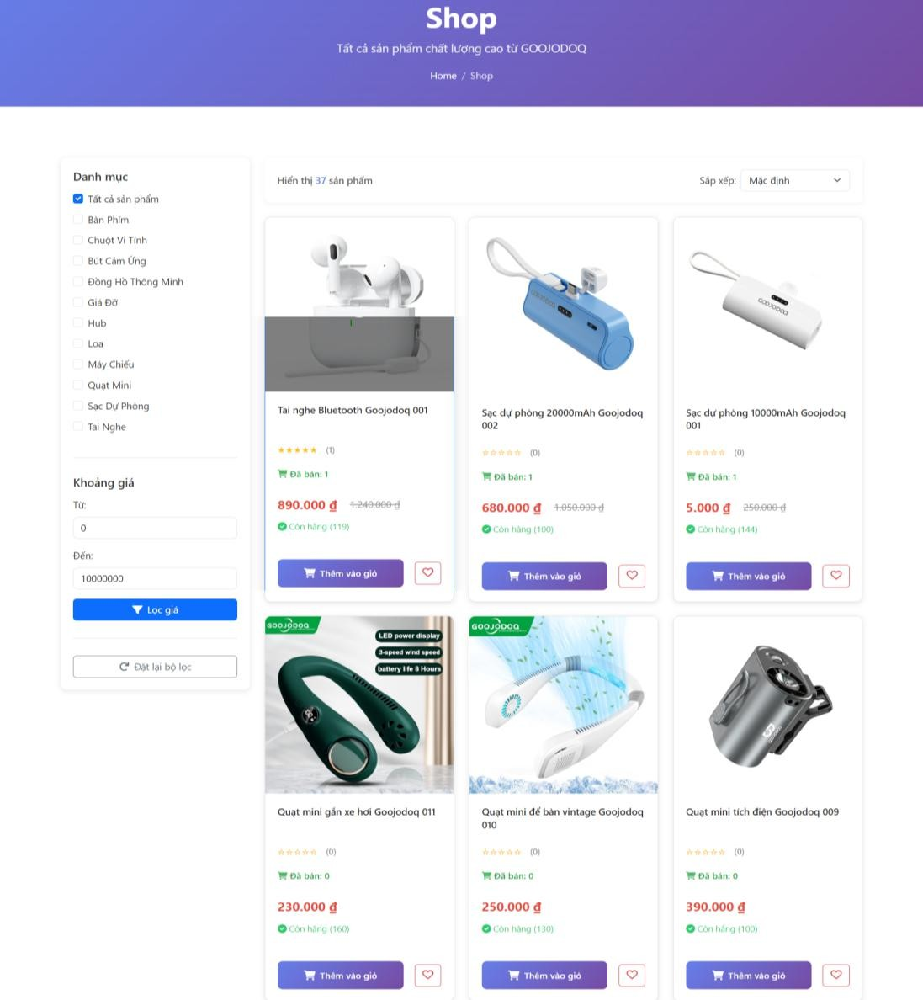 Shop
Tất cả sản phẩm chất lượng cao từ GOOJODOQ
Home / Shop
Danh mục
Tất cả sản phẩm
Bàn Phím
Chuột Vi Tính
Bút Cảm Ứng
Đồng Hồ Thông Minh
Giá Đỡ
Hub
Loa
Máy Chiếu
Quạt Mini
Sạc Dự Phòng
Tai Nghe
Khoảng giá
Từ:
0
Đến:
10000000
Lọc giá
Đặt lại bộ lọc
Hiển thị 37 sản phẩm
Sắp xếp: Mặc định
Tai nghe Bluetooth Goojodoq 001
(1)
Đã bán: 1
890.000 ₫ 1.240.000 ₫
Còn hàng (119)
Thêm vào giỏ
GOOJODOQ
Sạc dự phòng 20000mAh Goojodoq
002
(0)
Đã bán: 1
680.000 ₫ 1.050.000 ₫
Còn hàng (100)
Thêm vào giỏ
GOOJODOQ
Sạc dự phòng 10000mAh Goojodoq
001
(0)
Đã bán: 1
5.000 ₫ 250.000 ₫
Còn hàng (144)
Thêm vào giỏ
GOOJODOQ
LED power display
3-speed wind speed
battery life 8 Hours
Quạt mini gắn xe hơi Goojodoq 011
(0)
Đã bán: 0
230.000 ₫
Còn hàng (160)
Thêm vào giỏ
GOOJODOQ
Quạt mini để bàn vintage Goojodoq
010
(0)
Đã bán: 0
250.000 ₫
Còn hàng (130)
Thêm vào giỏ
Quạt mini tích điện Goojodoq 009
(0)
Đã bán: 0
390.000 ₫
Còn hàng (100)
Thêm vào giỏ